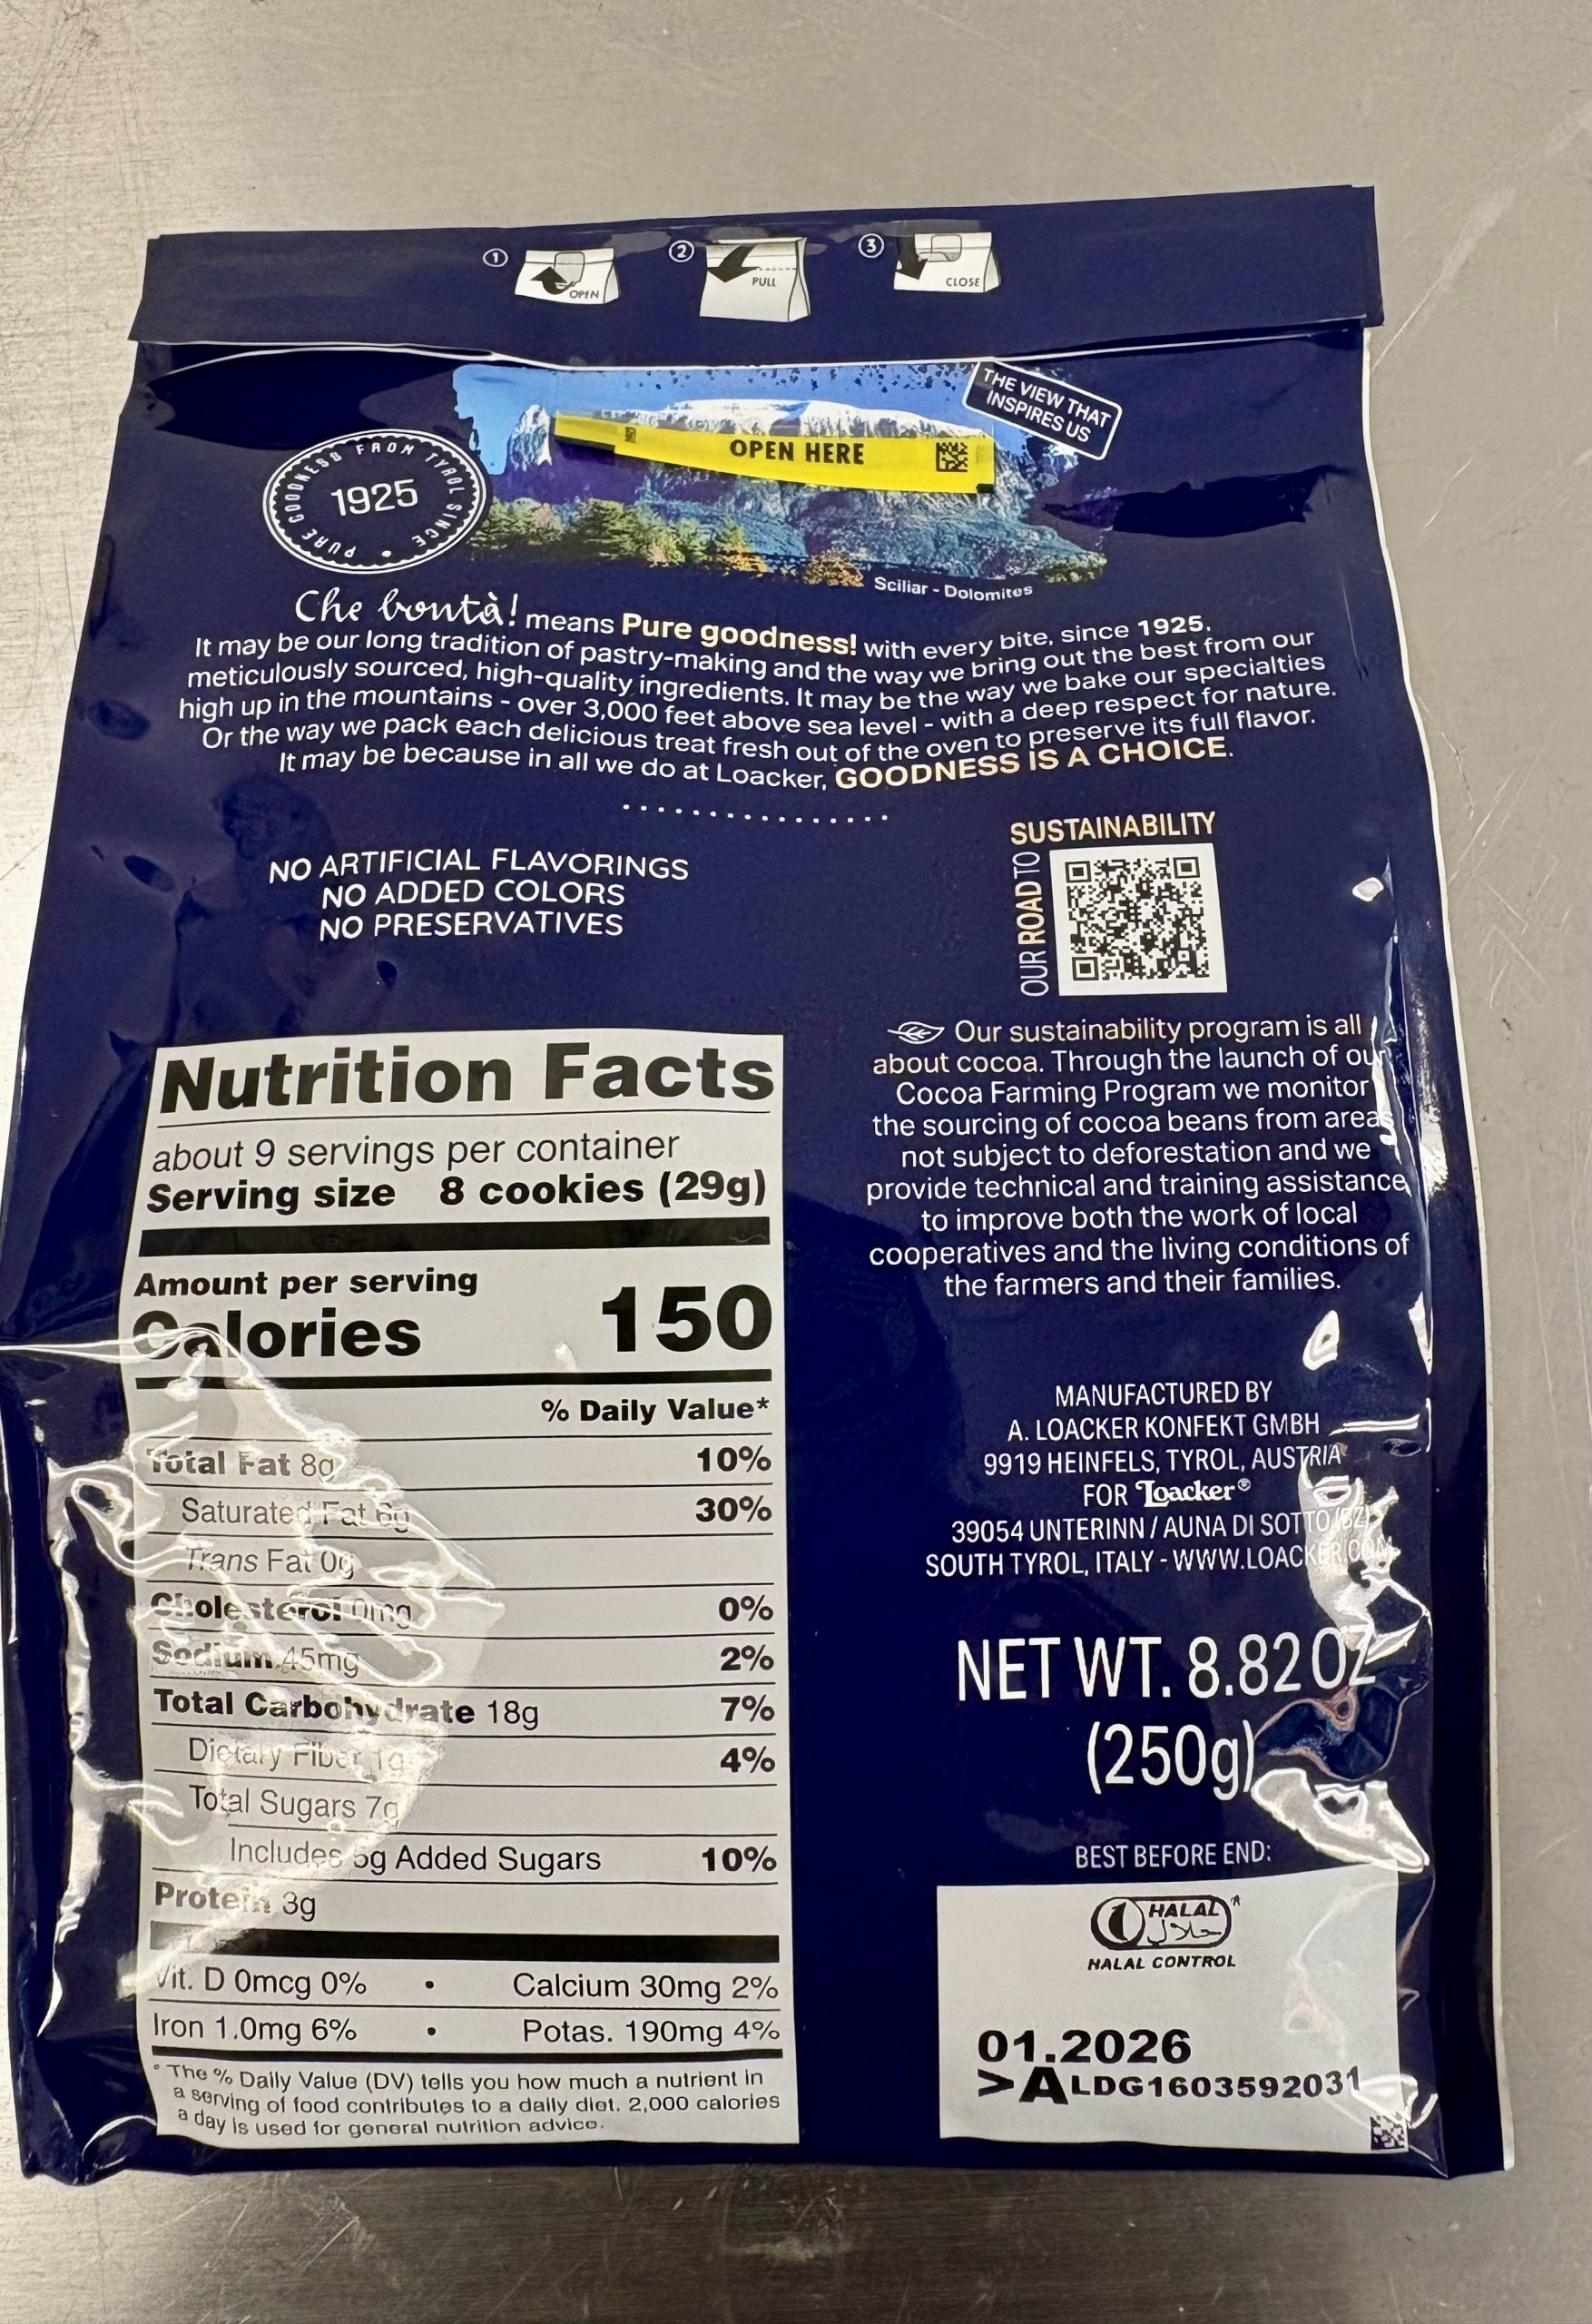 1 OPEN
2 PULL
3 CLOSE
THE VIEW THAT
INSPIRES US
OPEN HERE
PURE GOODNESS FROM TYROL SINCE
1925
Sciliar - Dolomites
Che bontà! means Pure goodness! with every bite, since 1925.
It may be our long tradition of pastry-making and the way we bring out the best from our
meticulously sourced, high-quality ingredients. It may be the way we bake our specialties
high up in the mountains - over 3,000 feet above sea level - with a deep respect for nature.
Or the way we pack each delicious treat fresh out of the oven to preserve its full flavor.
It may be because in all we do at Loacker, GOODNESS IS A CHOICE.
NO ARTIFICIAL FLAVORINGS
NO ADDED COLORS
NO PRESERVATIVES
OUR ROAD TO
SUSTAINABILITY
Our sustainability program is all
about cocoa. Through the launch of our
Cocoa Farming Program we monitor
the sourcing of cocoa beans from areas
not subject to deforestation and we
provide technical and training assistance
to improve both the work of local
cooperatives and the living conditions of
the farmers and their families.
Nutrition Facts
about 9 servings per container
Serving size 8 cookies (29g)
Amount per serving
Calories 150
% Daily Value*
Total Fat 8g 10%
Saturated Fat 6g 30%
Trans Fat 0g
Cholesterol 0mg 0%
Sodium 45mg 2%
Total Carbohydrate 18g 7%
Dietary Fiber 1g 4%
Total Sugars 7g
Includes 5g Added Sugars 10%
Protein 3g
Vit. D 0mcg 0% • Calcium 30mg 2%
Iron 1.0mg 6% • Potas. 190mg 4%
* The % Daily Value (DV) tells you how much a nutrient in
a serving of food contributes to a daily diet. 2,000 calories
a day is used for general nutrition advice.
MANUFACTURED BY
A. LOACKER KONFEKT GMBH
9919 HEINFELS, TYROL, AUSTRIA
FOR Loacker®
39054 UNTERINN / AUNA DI SOTTO (BZ)
SOUTH TYROL, ITALY - WWW.LOACKER.COM
NET WT. 8.82 OZ
(250g)
BEST BEFORE END:
HALAL
حلال
HALAL CONTROL
01.2026
>ALDG1603592031